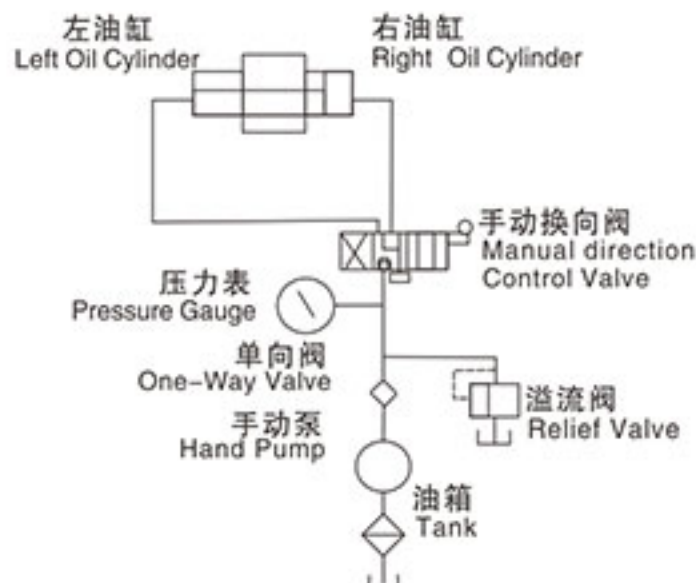 左油缸
Left Oil Cylinder
右油缸
Right Oil Cylinder
手动换向阀
Manual direction
Control Valve
压力表
Pressure Gauge
单向阀
One-Way Valve
溢流阀
Relief Valve
手动泵
Hand Pump
油箱
Tank